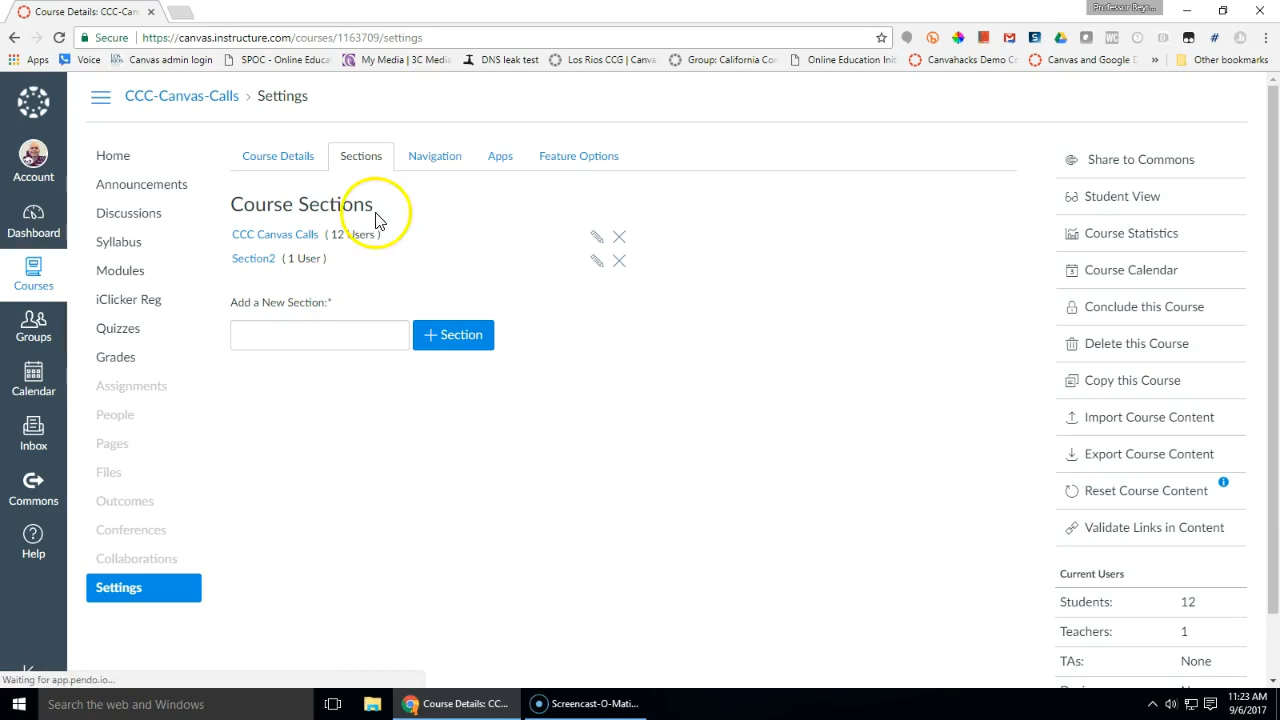 Course Details: CCC-Can
Professor Bey...
Secure
https://canvas.instructure.com/courses/1163709/settings
Apps
Voice
Canvas admin login
SPOC - Online Educat
My Media | 3C Media
DNS leak test
Los Rios CCG | Canva
Group: California Co
Online Education Init
Canvahacks Demo Co
Canvas and Google D
»
Other bookmarks
CCC-Canvas-Calls › Settings
Account
Dashboard
Courses
Groups
Calendar
Inbox
Commons
Help
Home
Announcements
Discussions
Syllabus
Modules
iClicker Reg
Quizzes
Grades
Assignments
People
Pages
Files
Outcomes
Conferences
Collaborations
Settings
Course Details
Sections
Navigation
Apps
Feature Options
Course Sections
CCC Canvas Calls ( 12 Users )
Section2 ( 1 User )
Add a New Section:*
+ Section
Share to Commons
Student View
Course Statistics
Course Calendar
Conclude this Course
Delete this Course
Copy this Course
Import Course Content
Export Course Content
Reset Course Content
Validate Links in Content
Current Users
Students: 12
Teachers: 1
TAs: None
Waiting for app.pendo.io...
Search the web and Windows
Course Details: CC...
Screencast-O-Mati...
11:23 AM
9/6/2017